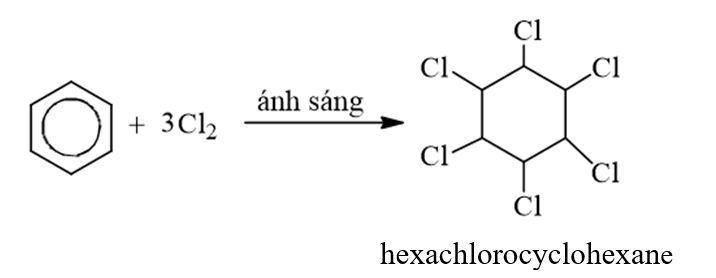 Cl
Cl Cl
ánh sáng
+ 3Cl₂
Cl Cl
Cl
hexachlorocyclohexane